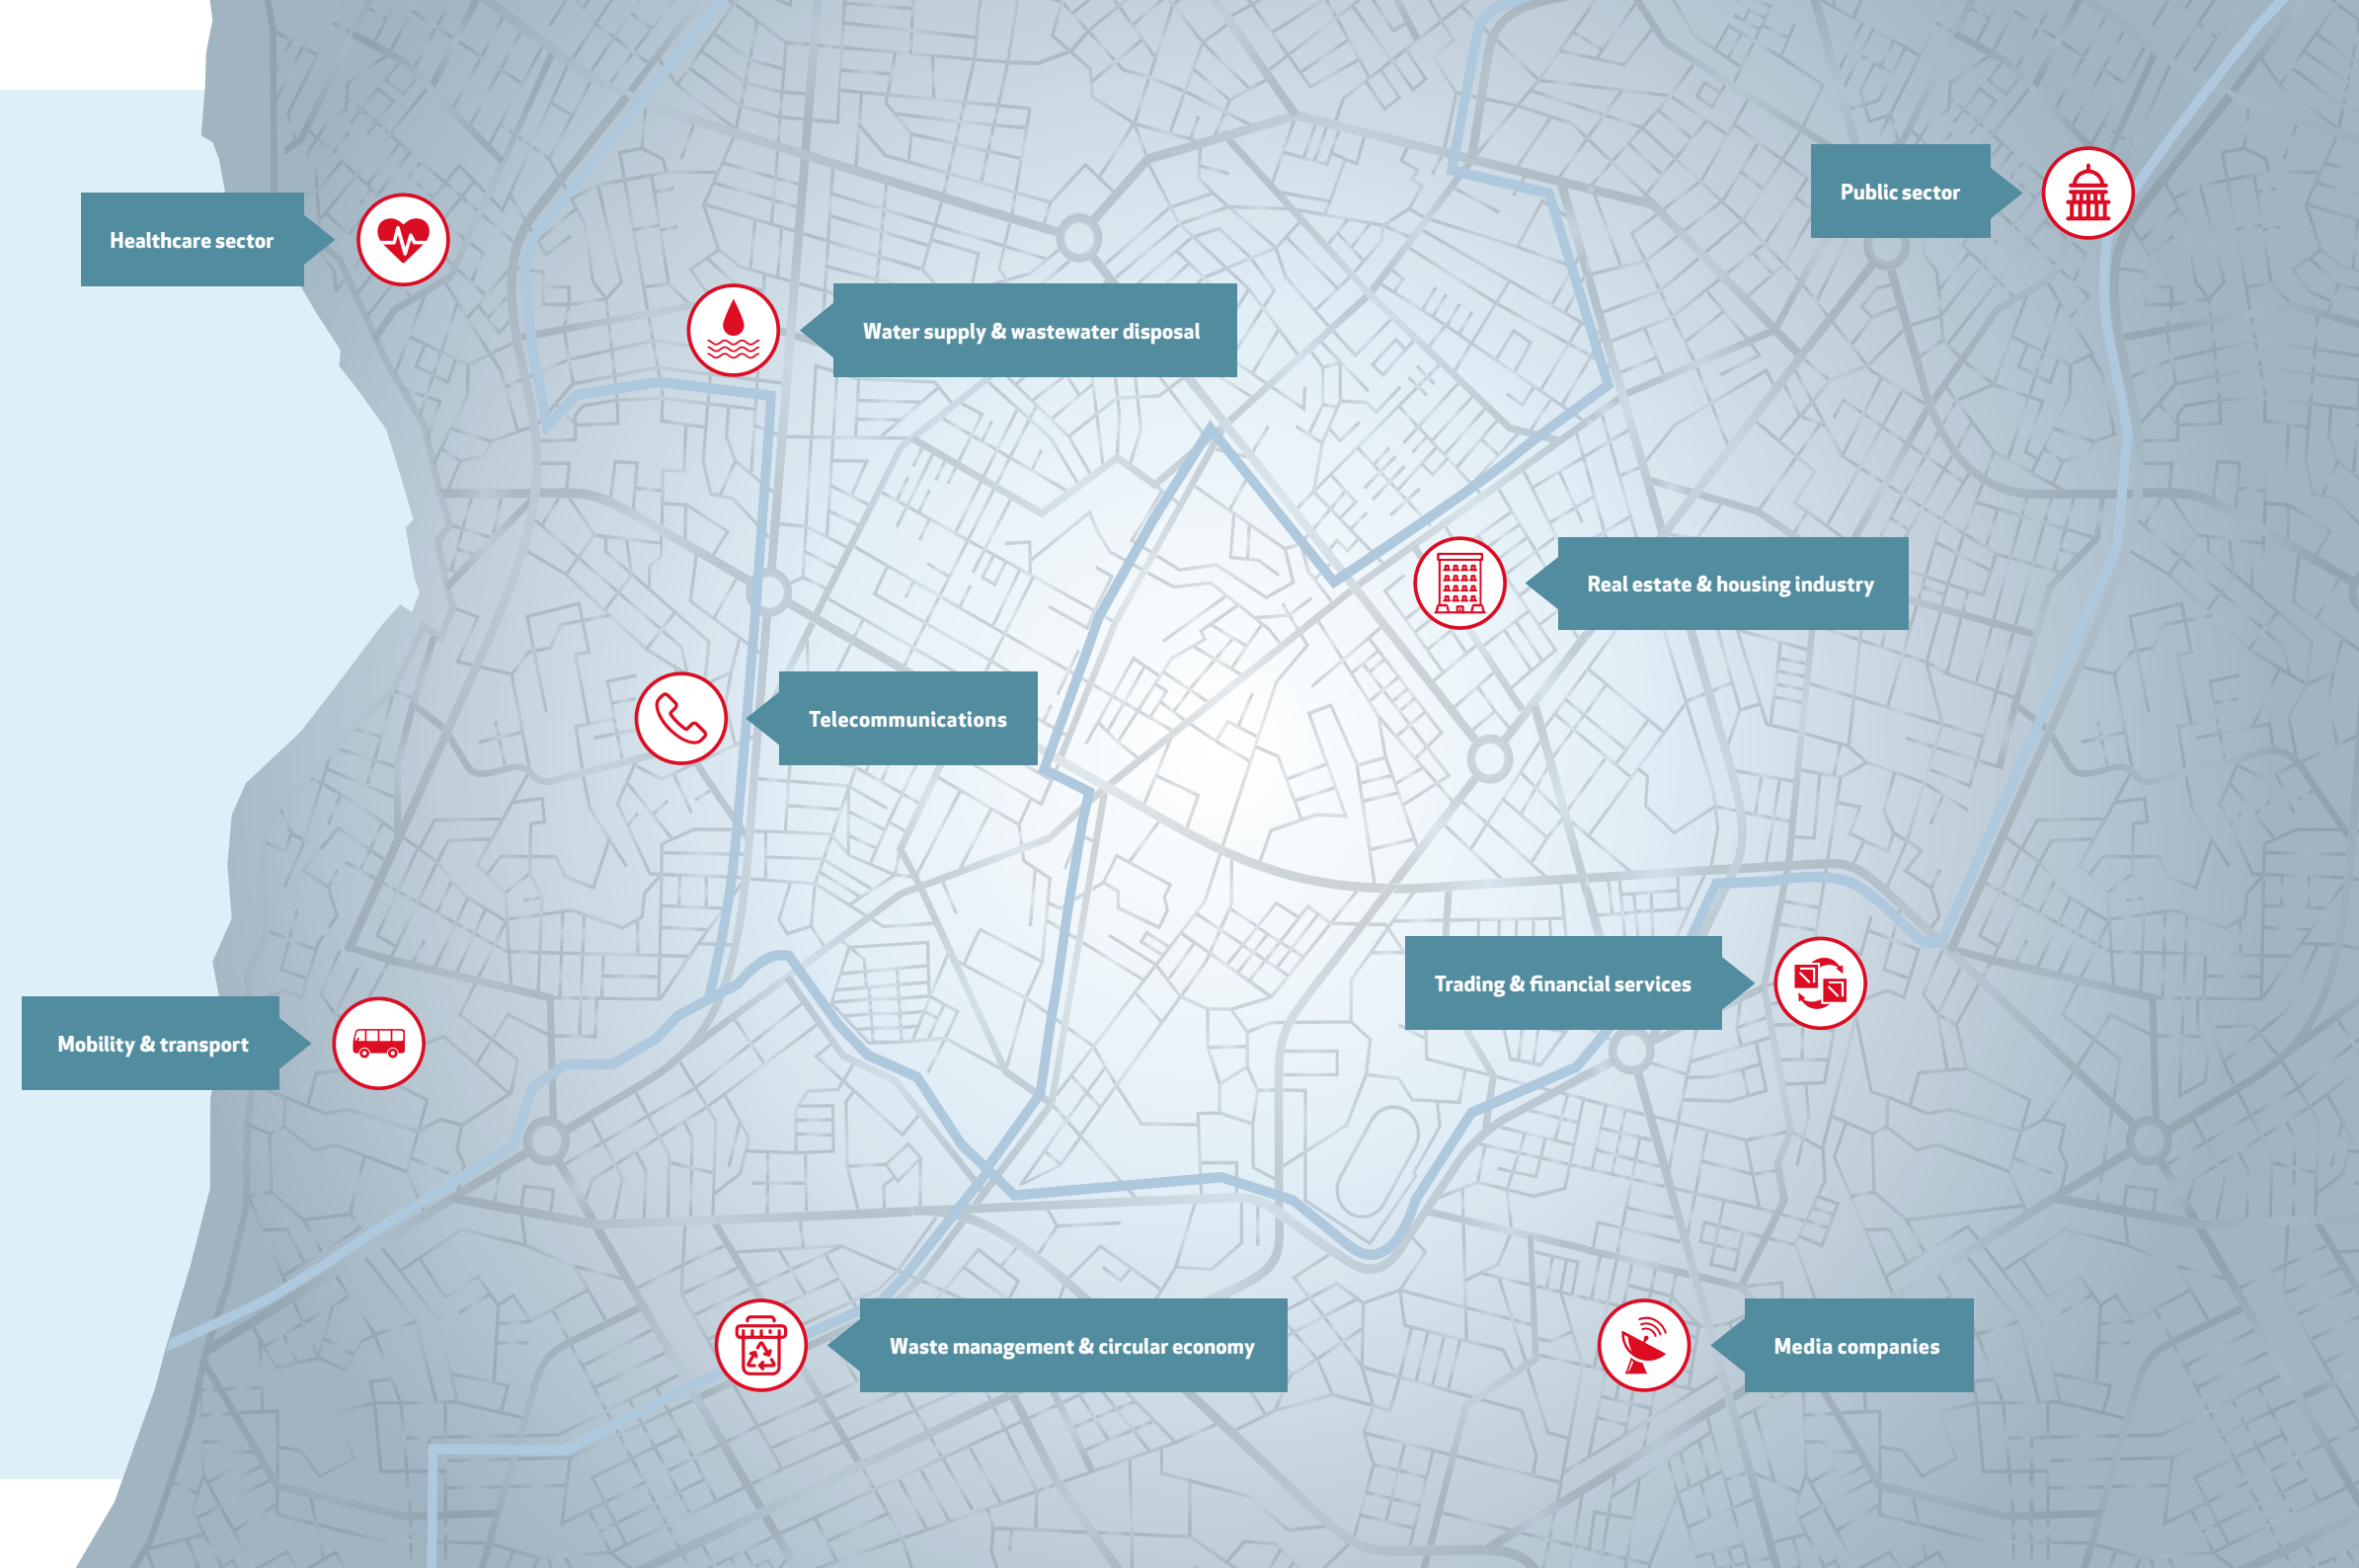 Public sector
Healthcare sector
Water supply & wastewater disposal
Real estate & housing industry
Telecommunications
Trading & financial services
Mobility & transport
Waste management & circular economy
Media companies